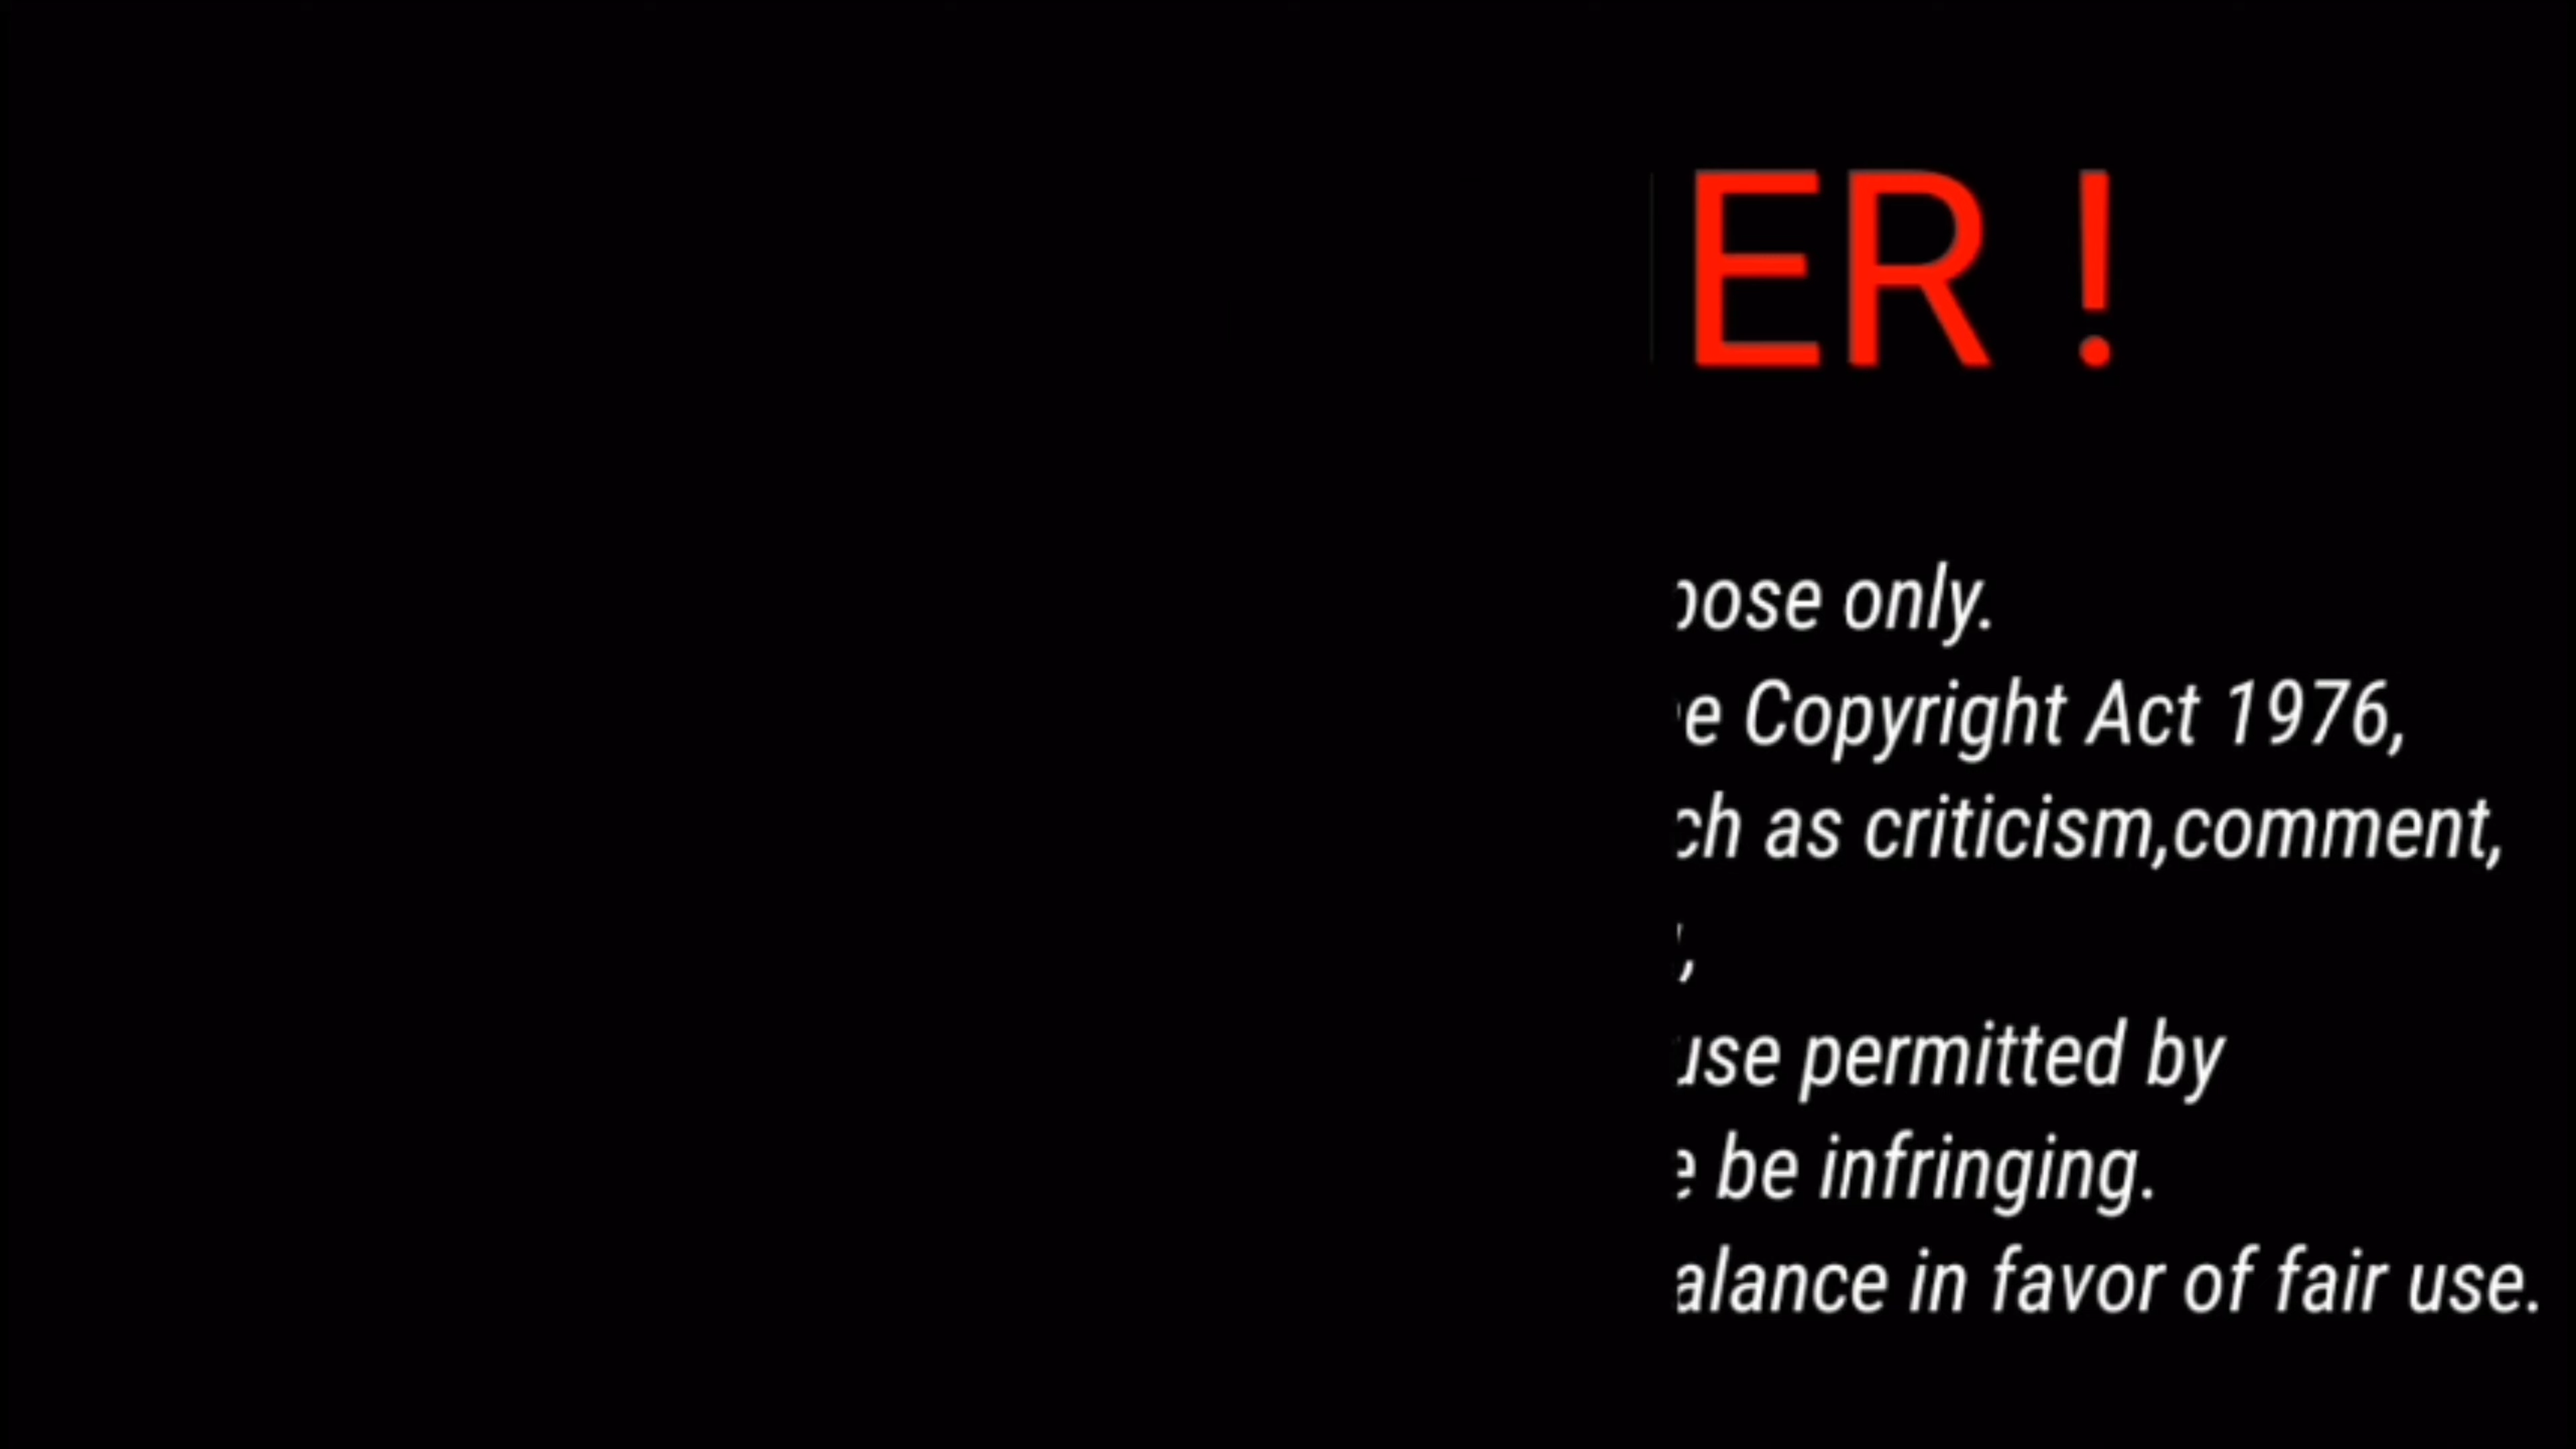 ER !
pose only.
e Copyright Act 1976,
ch as criticism,comment,
,
use permitted by
e be infringing.
alance in favor of fair use.